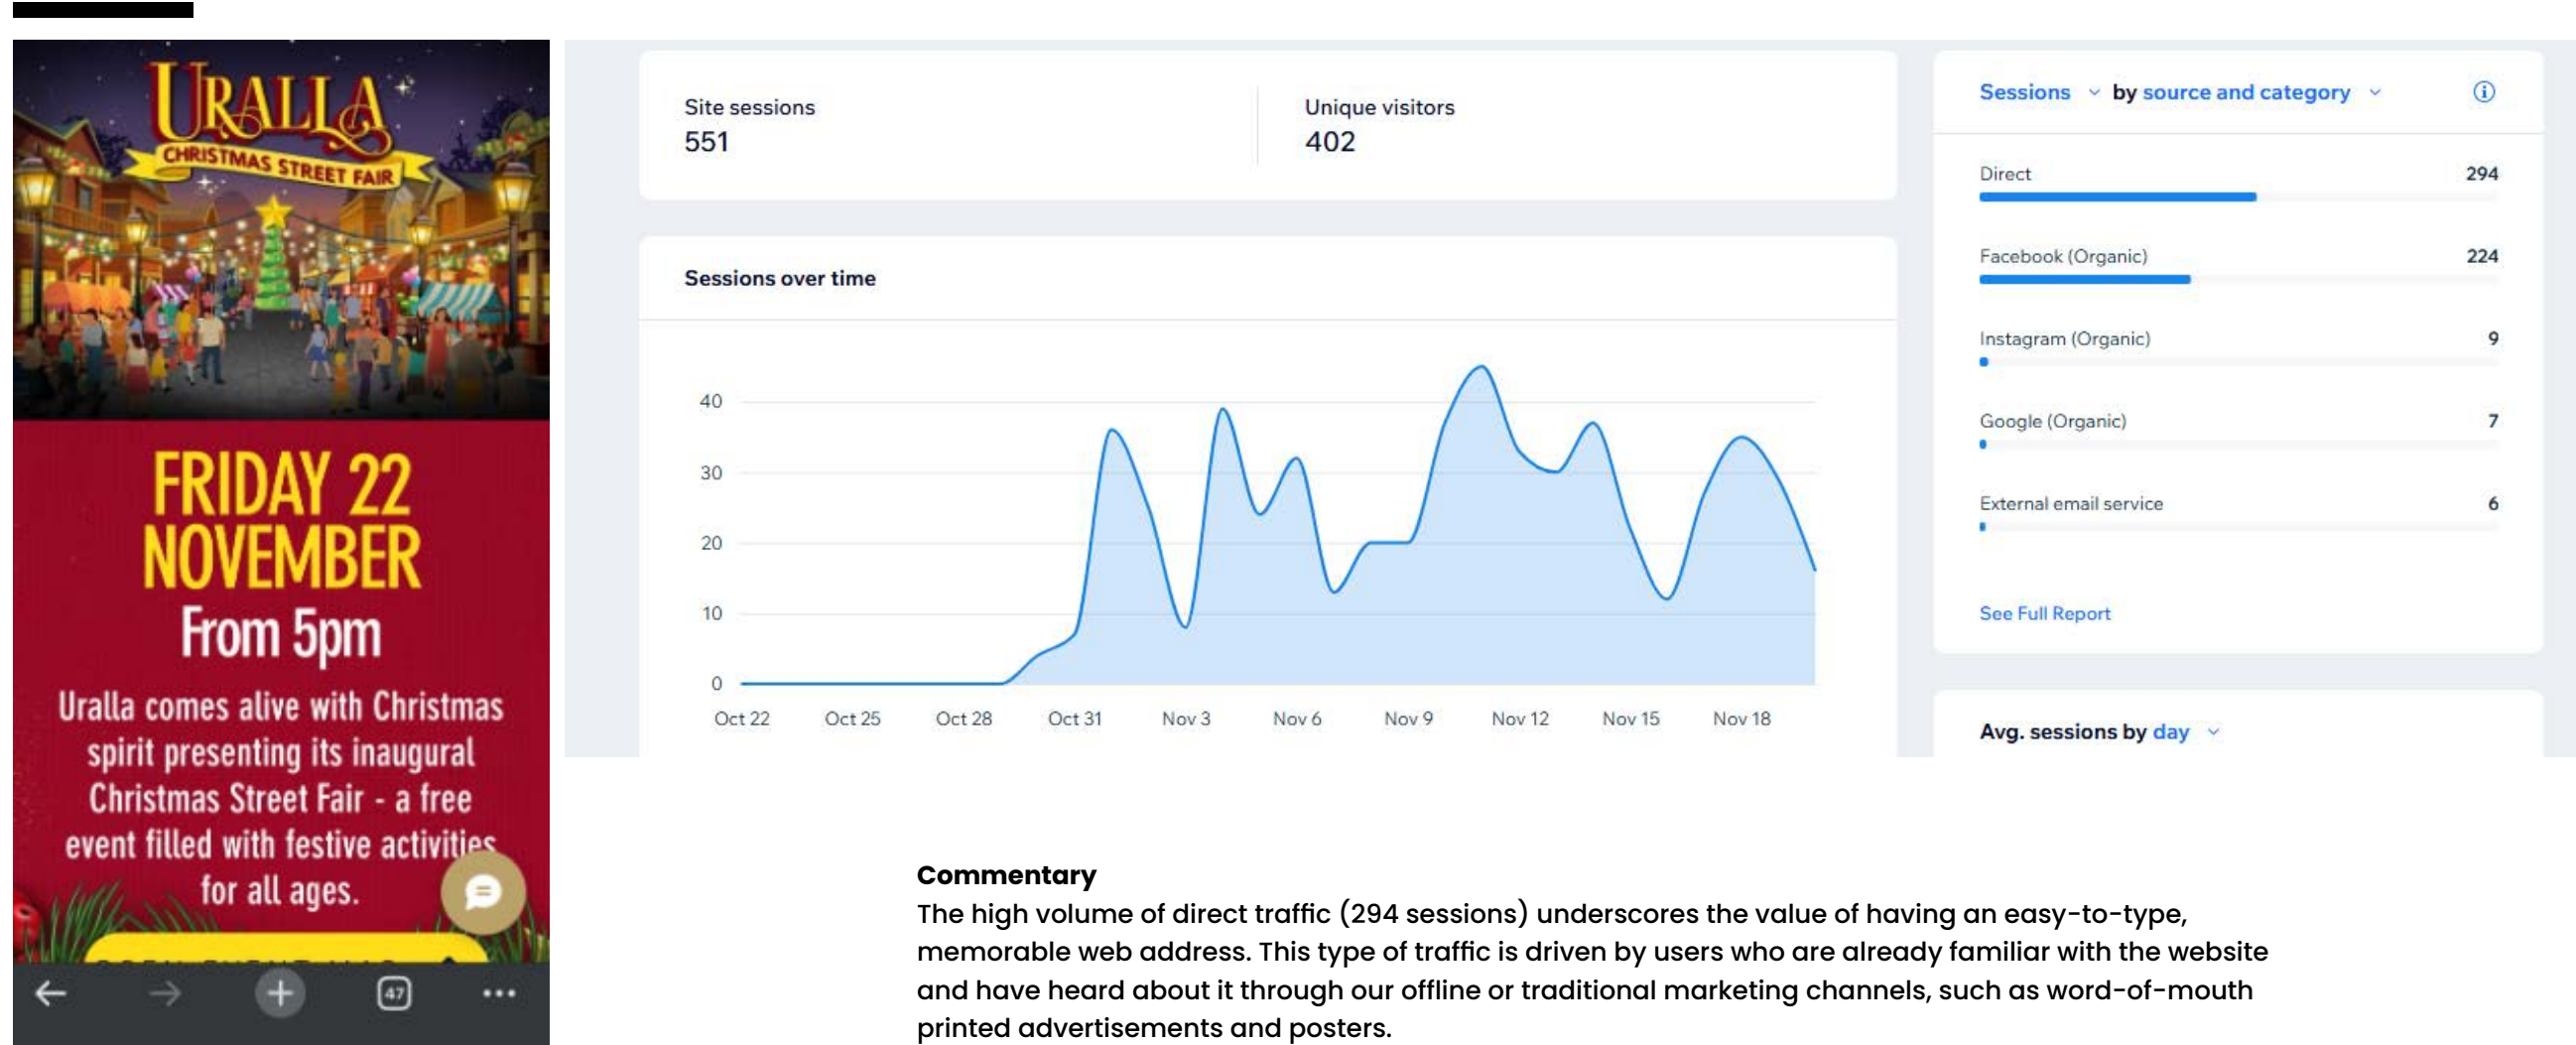 URALLA
CHRISTMAS STREET FAIR
FRIDAY 22
NOVEMBER
From 5pm
Uralla comes alive with Christmas
spirit presenting its inaugural
Christmas Street Fair - a free
event filled with festive activities
for all ages.
47
Site sessions
551
Unique visitors
402
Sessions over time
40
30
20
10
0
Oct 22 Oct 25 Oct 28 Oct 31 Nov 3 Nov 6 Nov 9 Nov 12 Nov 15 Nov 18
Sessions by source and category
Direct 294
Facebook (Organic) 224
Instagram (Organic) 9
Google (Organic) 7
External email service 6
See Full Report
Avg. sessions by day
Commentary
The high volume of direct traffic (294 sessions) underscores the value of having an easy-to-type,
memorable web address. This type of traffic is driven by users who are already familiar with the website
and have heard about it through our offline or traditional marketing channels, such as word-of-mouth
printed advertisements and posters.